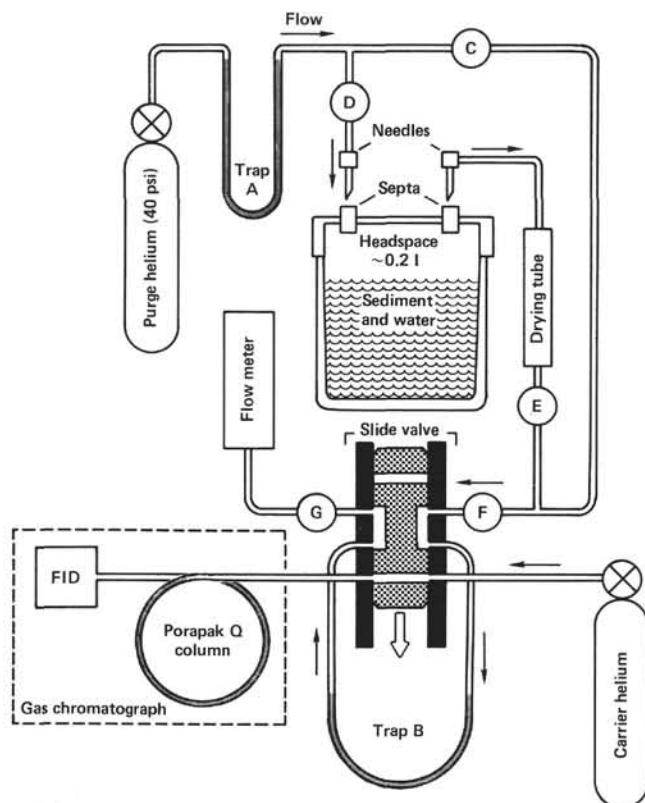 Flow
C
D
Needles
Trap
A
Septa
Purge helium (40 psi)
Headspace
~0.2 l
Sediment
and water
Drying tube
Flow meter
E
Slide valve
G
F
FID
Porapak Q
column
Gas chromatograph
Trap B
Carrier helium